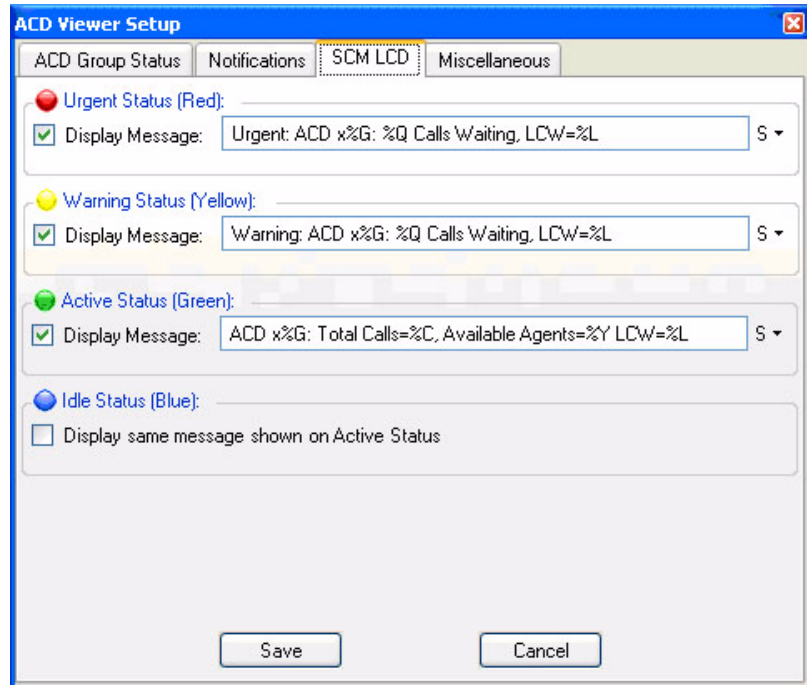 ACD Viewer Setup
ACD Group Status Notifications SCM LCD Miscellaneous
Urgent Status (Red):
Display Message: Urgent: ACD x%G: %Q Calls Waiting, LCW=%L S
Warning Status (Yellow):
Display Message: Warning: ACD x%G: %Q Calls Waiting, LCW=%L S
Active Status (Green):
Display Message: ACD x%G: Total Calls=%C, Available Agents=%Y LCW=%L S
Idle Status (Blue):
Display same message shown on Active Status
Save Cancel